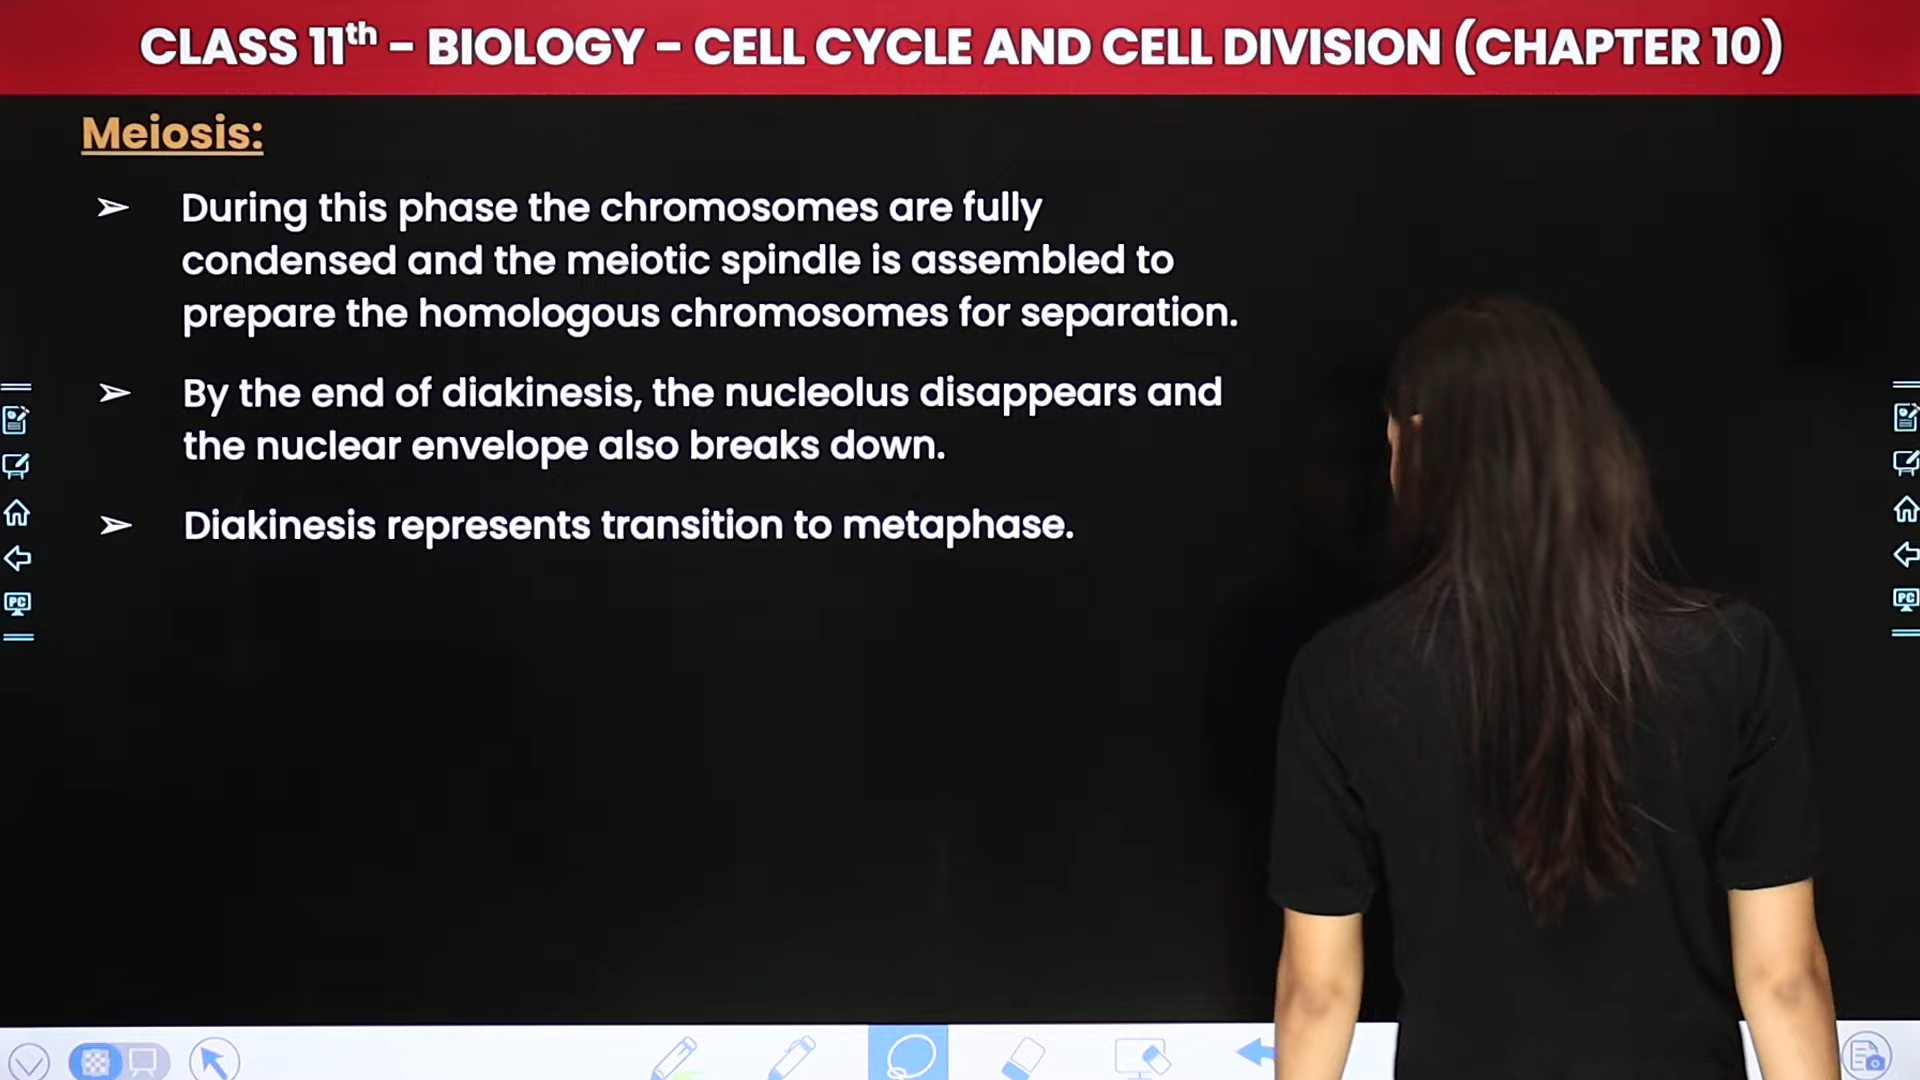 CLASS 11th – BIOLOGY – CELL CYCLE AND CELL DIVISION (CHAPTER 10)
Meiosis:
➢ During this phase the chromosomes are fully
condensed and the meiotic spindle is assembled to
prepare the homologous chromosomes for separation.
➢ By the end of diakinesis, the nucleolus disappears and
the nuclear envelope also breaks down.
➢ Diakinesis represents transition to metaphase.
PC
PC